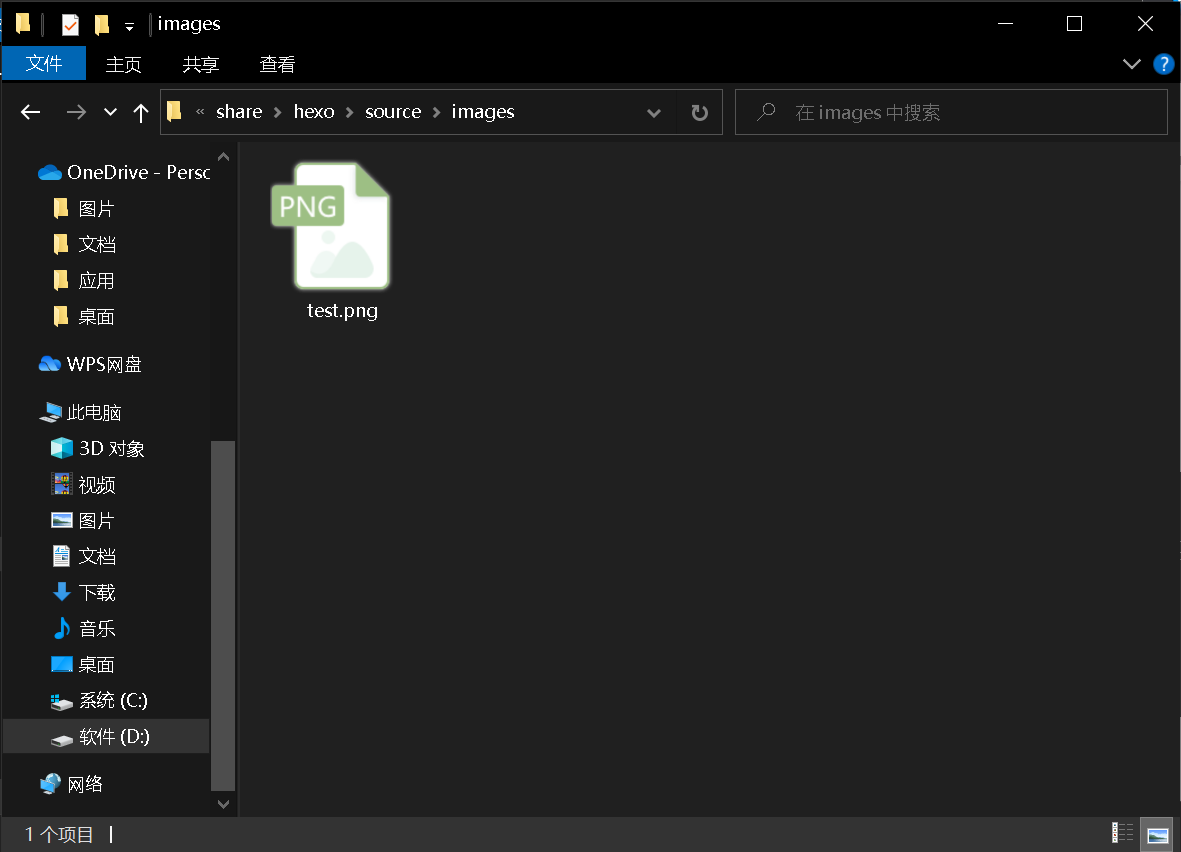 images
文件 主页 共享 查看
?
« share hexo source images
在 images 中搜索
OneDrive - Persc
图片
文档
应用
桌面
WPS网盘
此电脑
3D 对象
视频
图片
文档
下载
音乐
桌面
系统 (C:)
软件 (D:)
网络
PNG
test.png
1 个项目